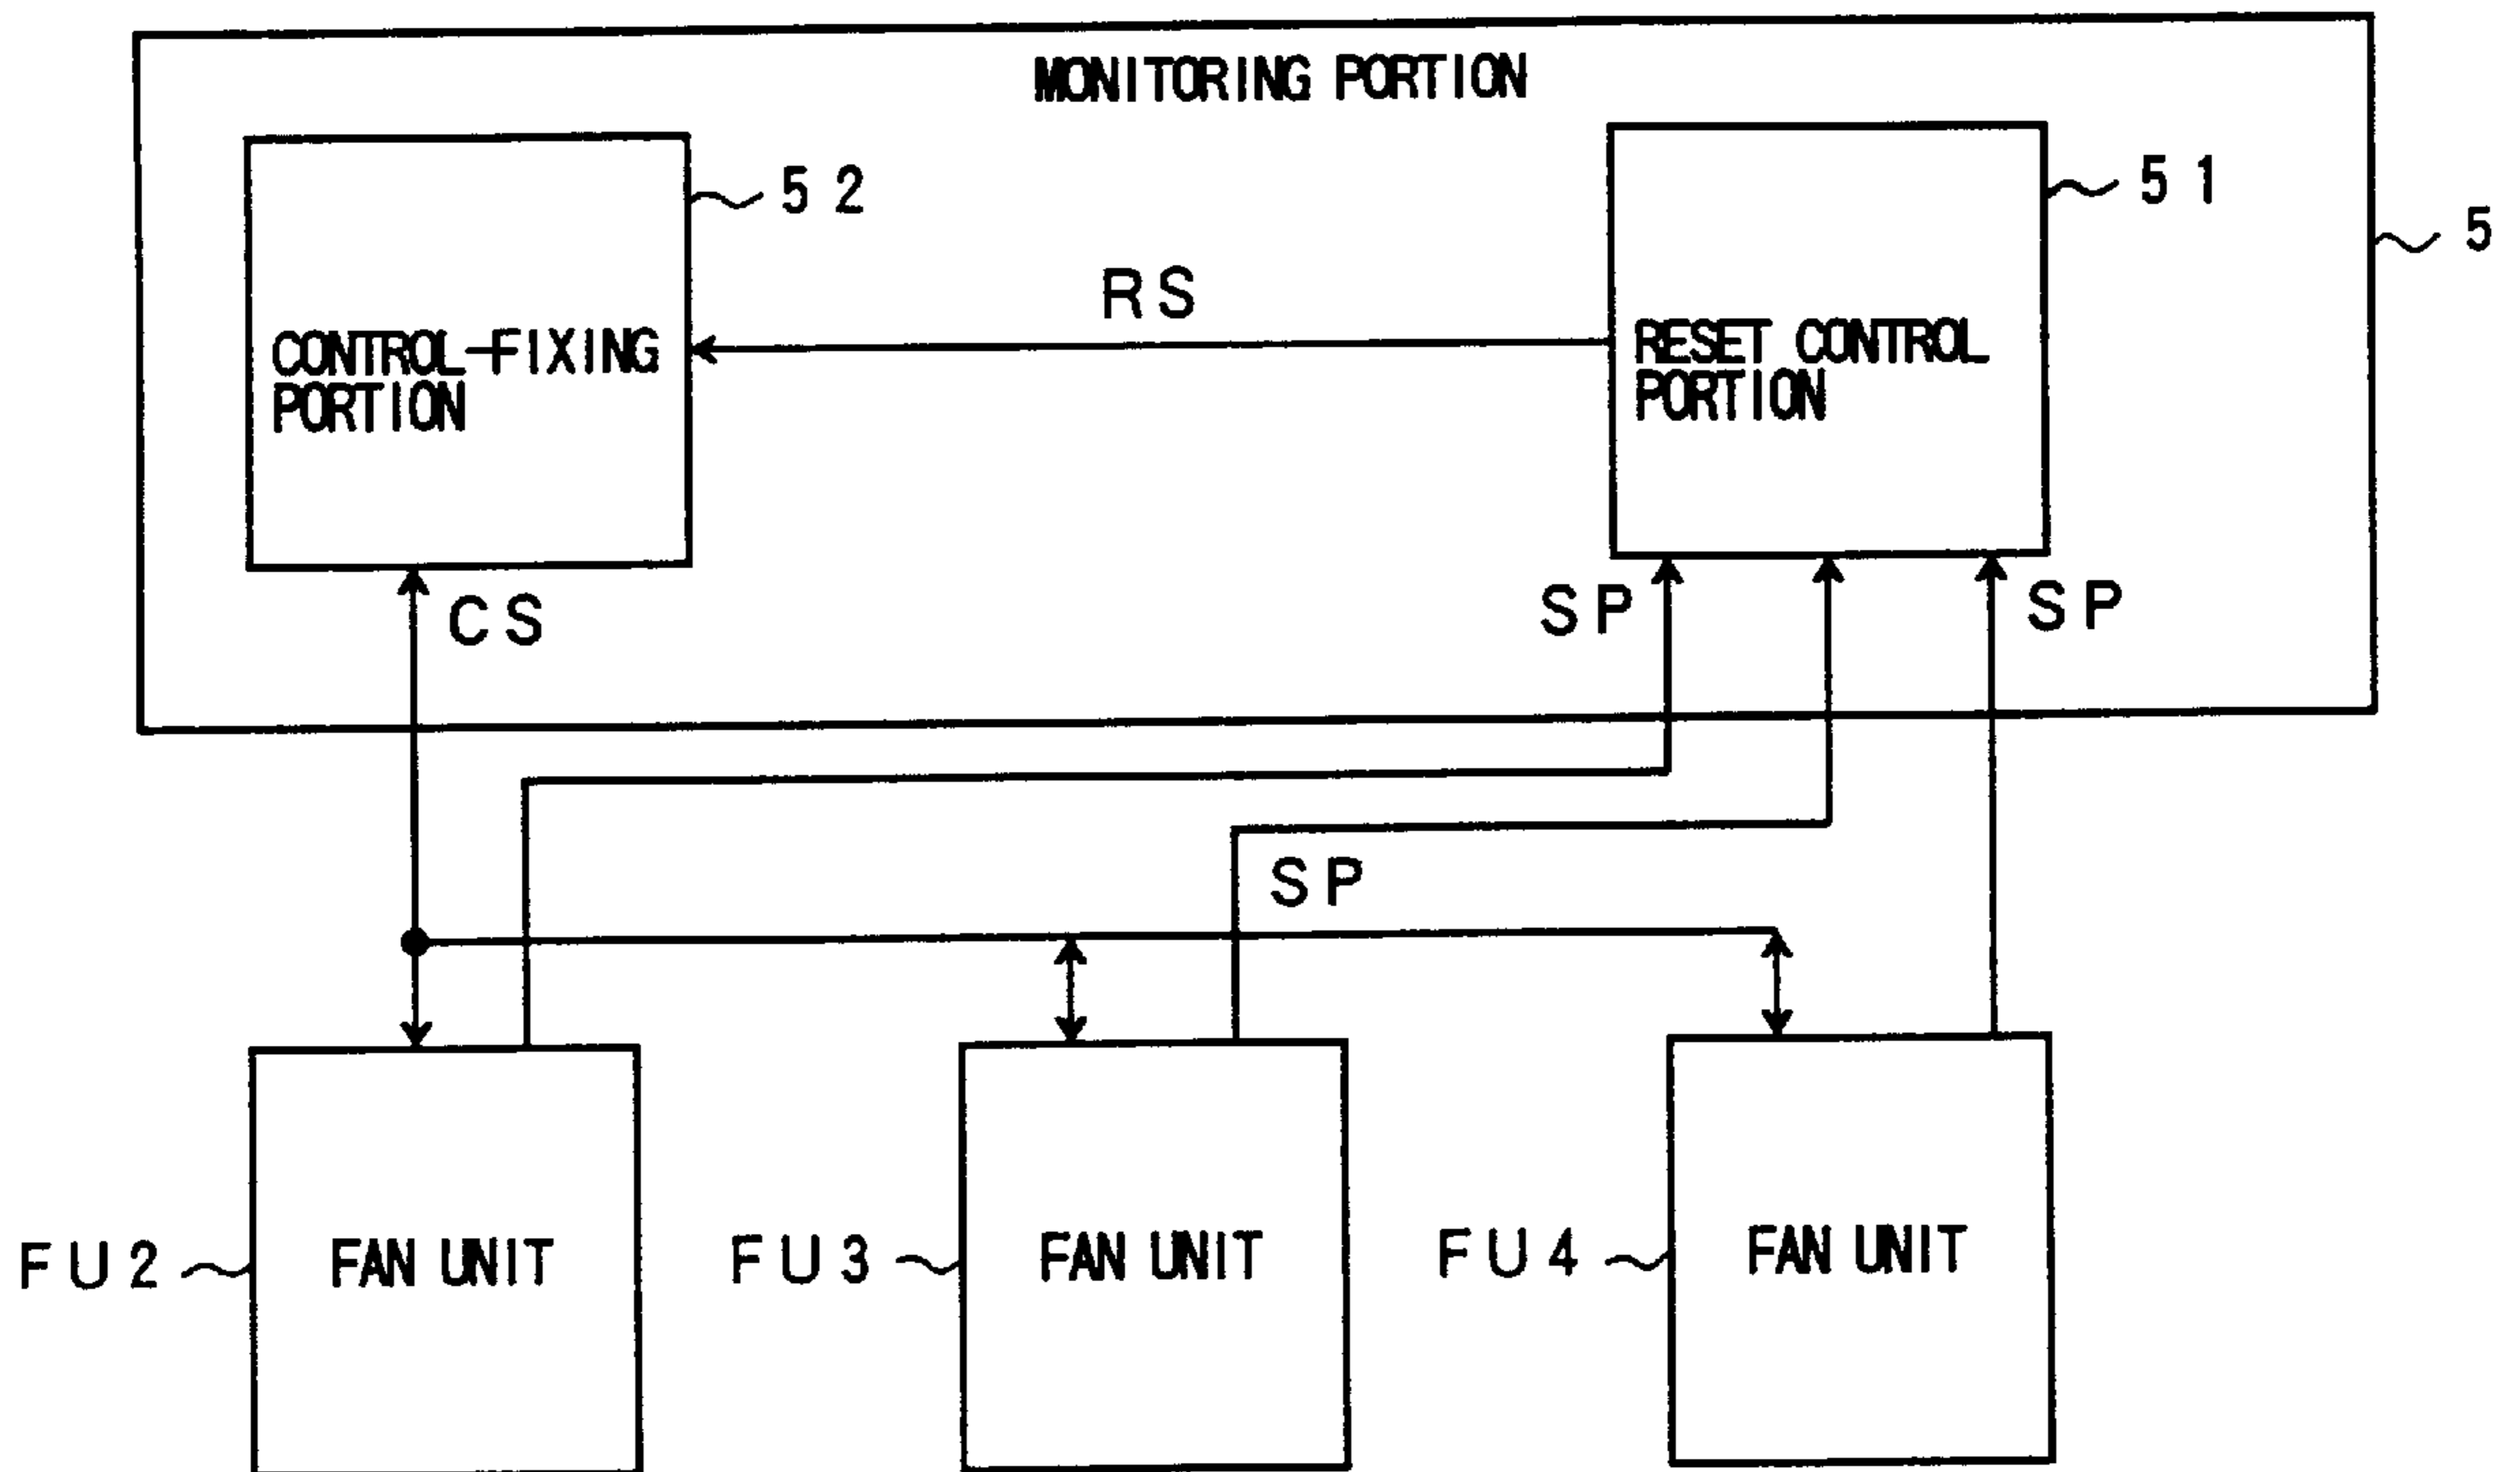 MONITORING PORTION
52
51
5
RS
CONTROL-FIXING
PORTION
RESET CONTROL
PORTION
CS
SP
SP
SP
FU2
FAN UNIT
FU3
FAN UNIT
FU4
FAN UNIT